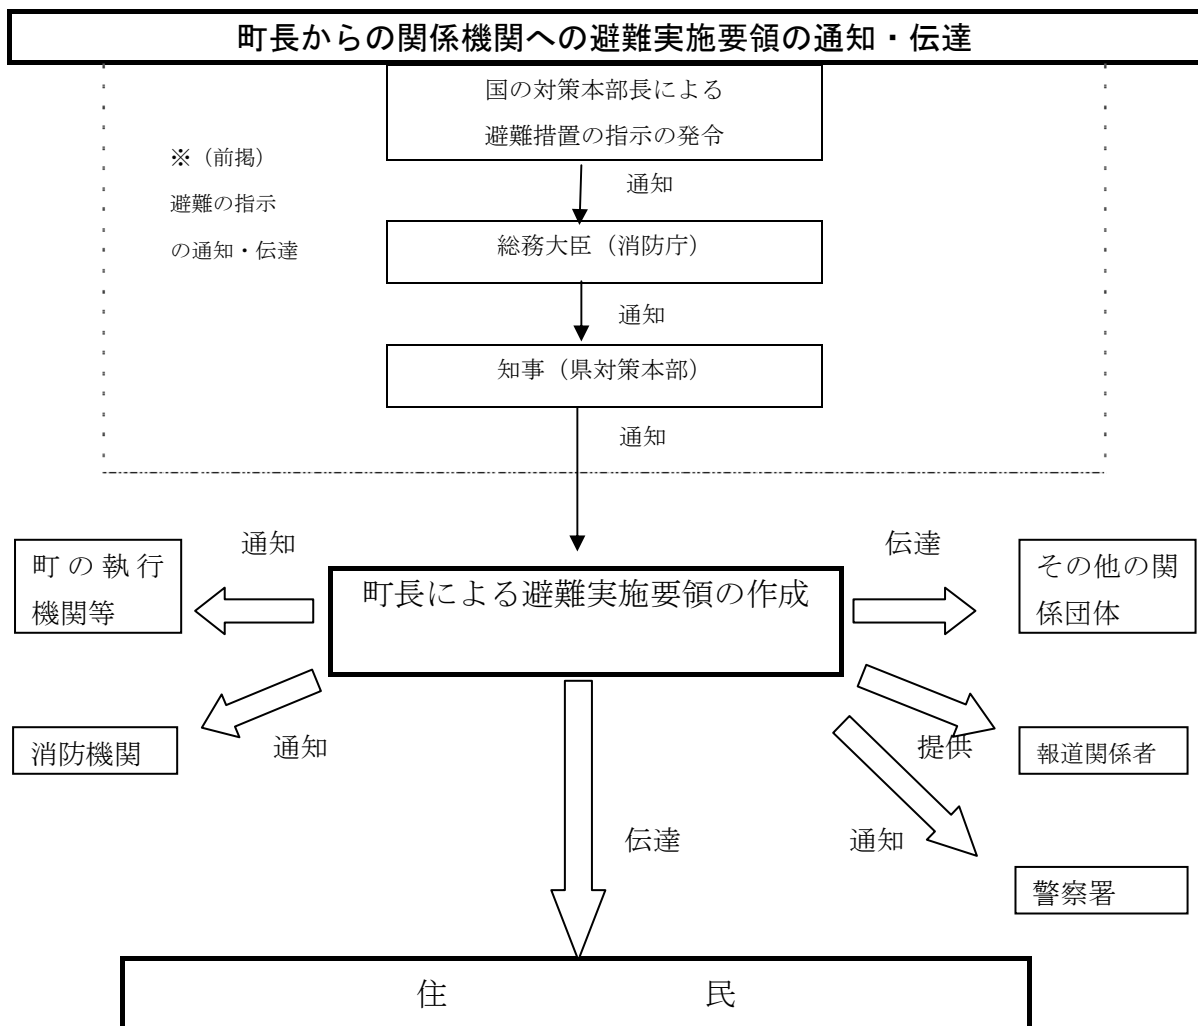 町長からの関係機関への避難実施要領の通知・伝達
国の対策本部長による
避難措置の指示の発令
※（前掲）
避難の指示
の通知・伝達
通知
総務大臣（消防庁）
通知
知事（県対策本部）
通知
通知
伝達
町の執行
機関等
町長による避難実施要領の作成
その他の関
係団体
消防機関
通知
提供
報道関係者
伝達
通知
警察署
住　民